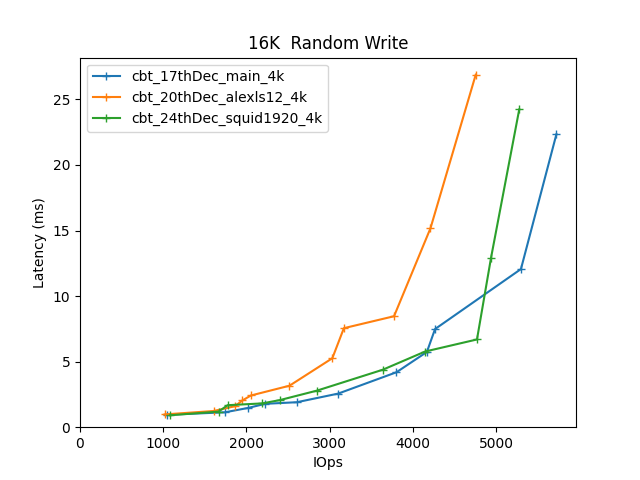 16K  Random Write
cbt_17thDec_main_4k
cbt_20thDec_alexls12_4k
cbt_24thDec_squid1920_4k
Latency (ms)
25
20
15
10
5
0
0 1000 2000 3000 4000 5000
IOps